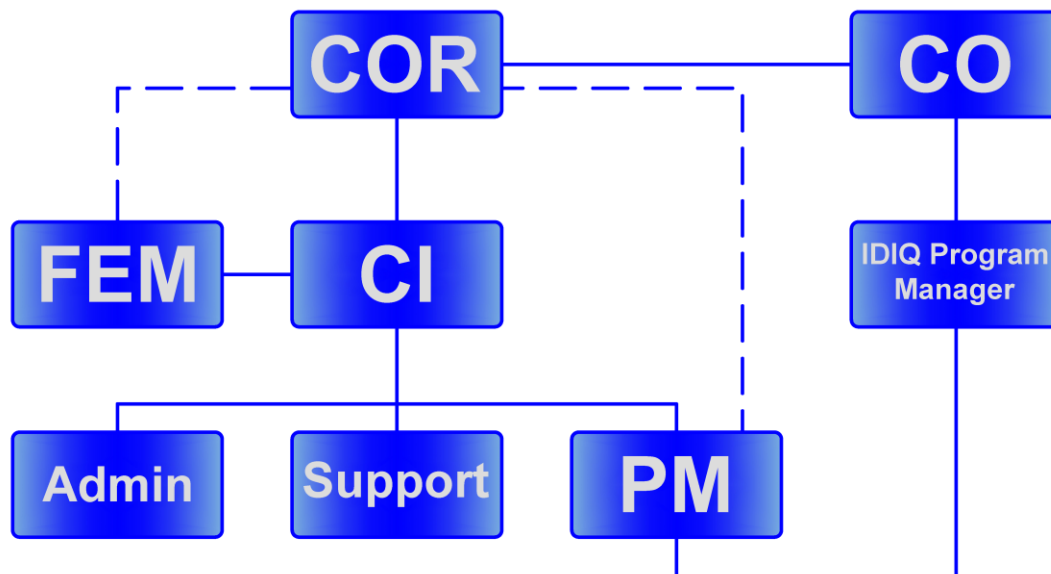 COR
CO
FEM
CI
IDIQ Program
Manager
Admin
Support
PM